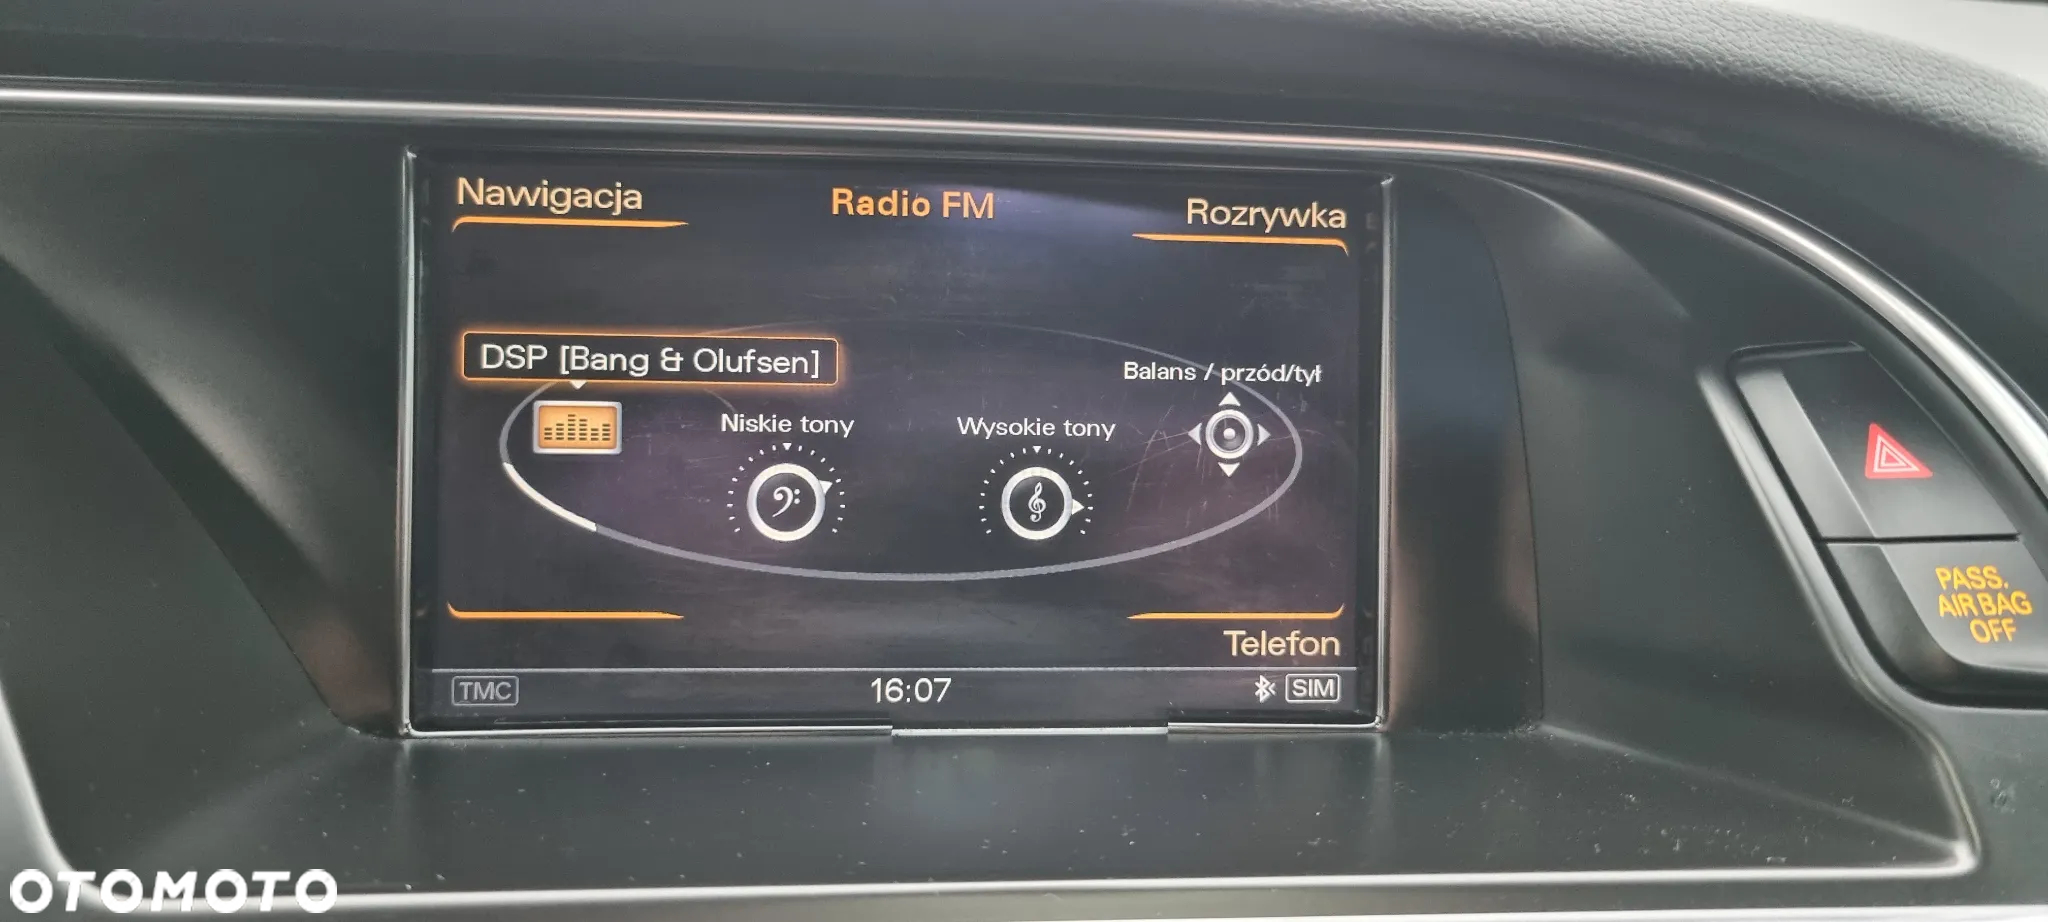 Nawigacja
Radio FM
Rozrywka
DSP [Bang & Olufsen]
Balans / przód/tył
Niskie tony
Wysokie tony
Telefon
TMC
16:07
SIM
PASS.
AIR BAG
OFF
OTOMOTO